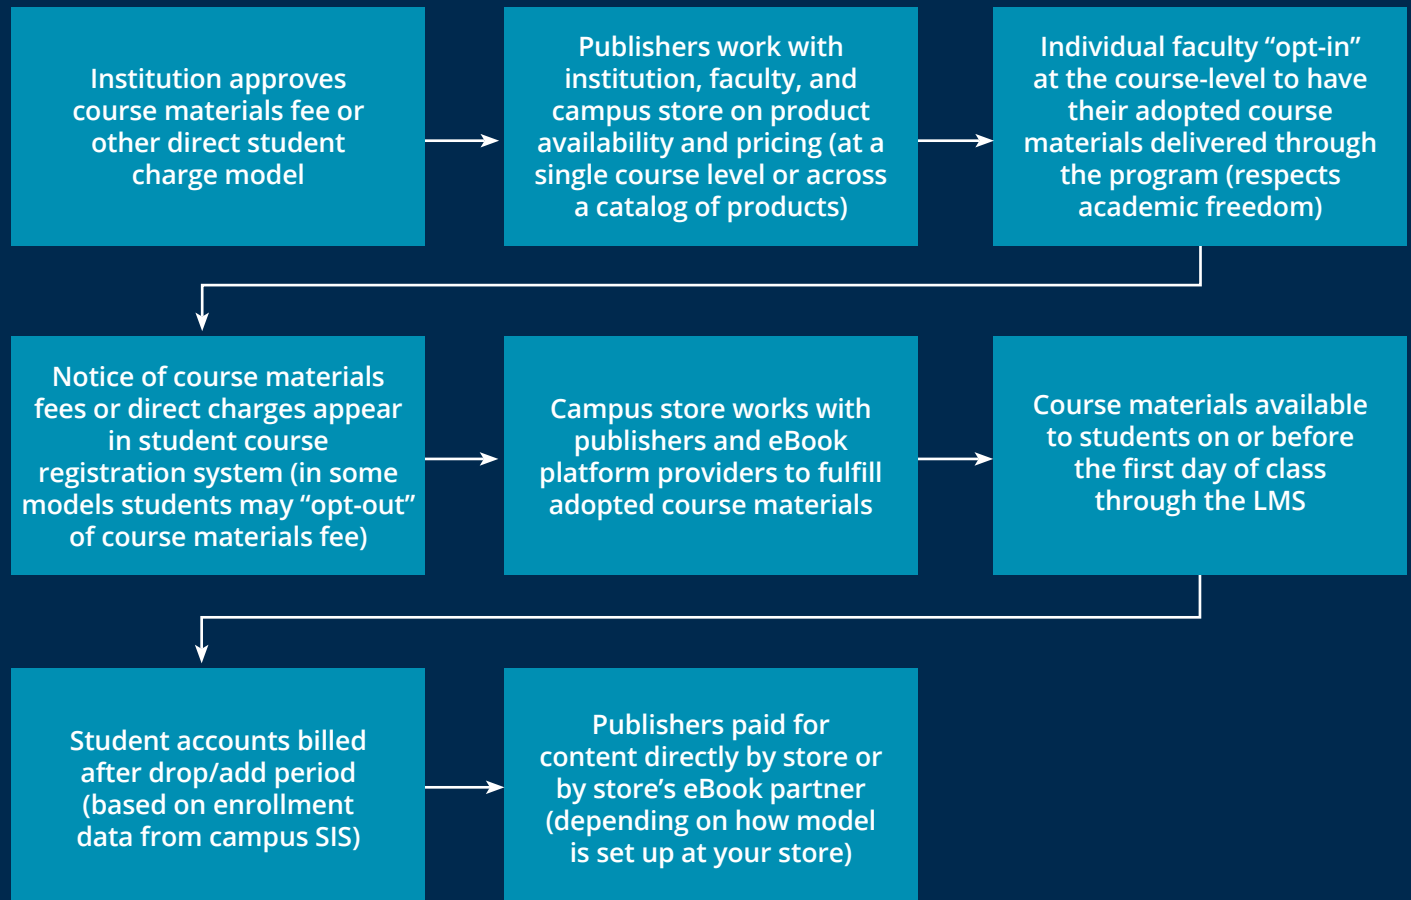 Institution approves
course materials fee or
other direct student
charge model
Publishers work with
institution, faculty, and
campus store on product
availability and pricing (at a
single course level or across
a catalog of products)
Individual faculty “opt-in”
at the course-level to have
their adopted course
materials delivered through
the program (respects
academic freedom)
Notice of course materials
fees or direct charges appear
in student course
registration system (in some
models students may “opt-out”
of course materials fee)
Campus store works with
publishers and eBook
platform providers to fulfill
adopted course materials
Course materials available
to students on or before
the first day of class
through the LMS
Student accounts billed
after drop/add period
(based on enrollment
data from campus SIS)
Publishers paid for
content directly by store or
by store’s eBook partner
(depending on how model
is set up at your store)